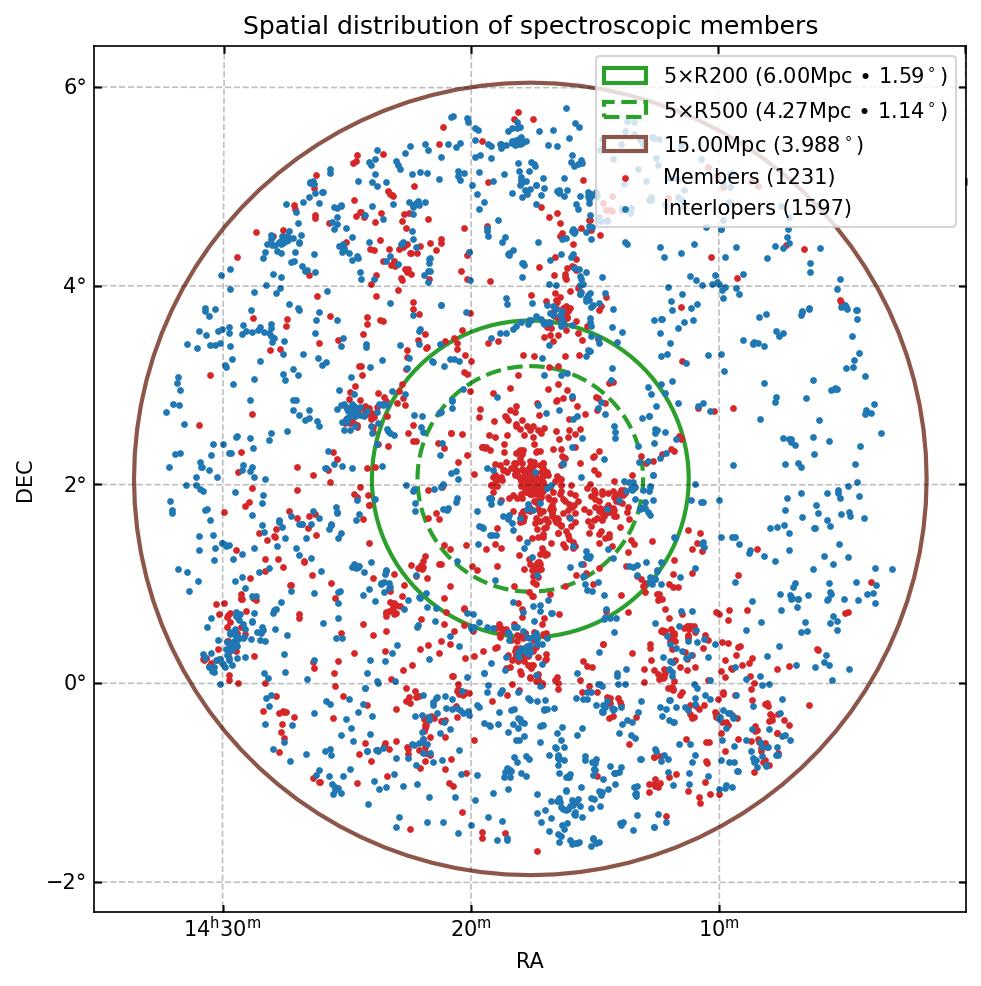 Spatial distribution of spectroscopic members
5×R200 (6.00Mpc • 1.59°)
5×R500 (4.27Mpc • 1.14°)
15.00Mpc (3.988°)
Members (1231)
Interlopers (1597)
6°
4°
2°
0°
−2°
DEC
14ʰ30ᵐ
20ᵐ
10ᵐ
RA